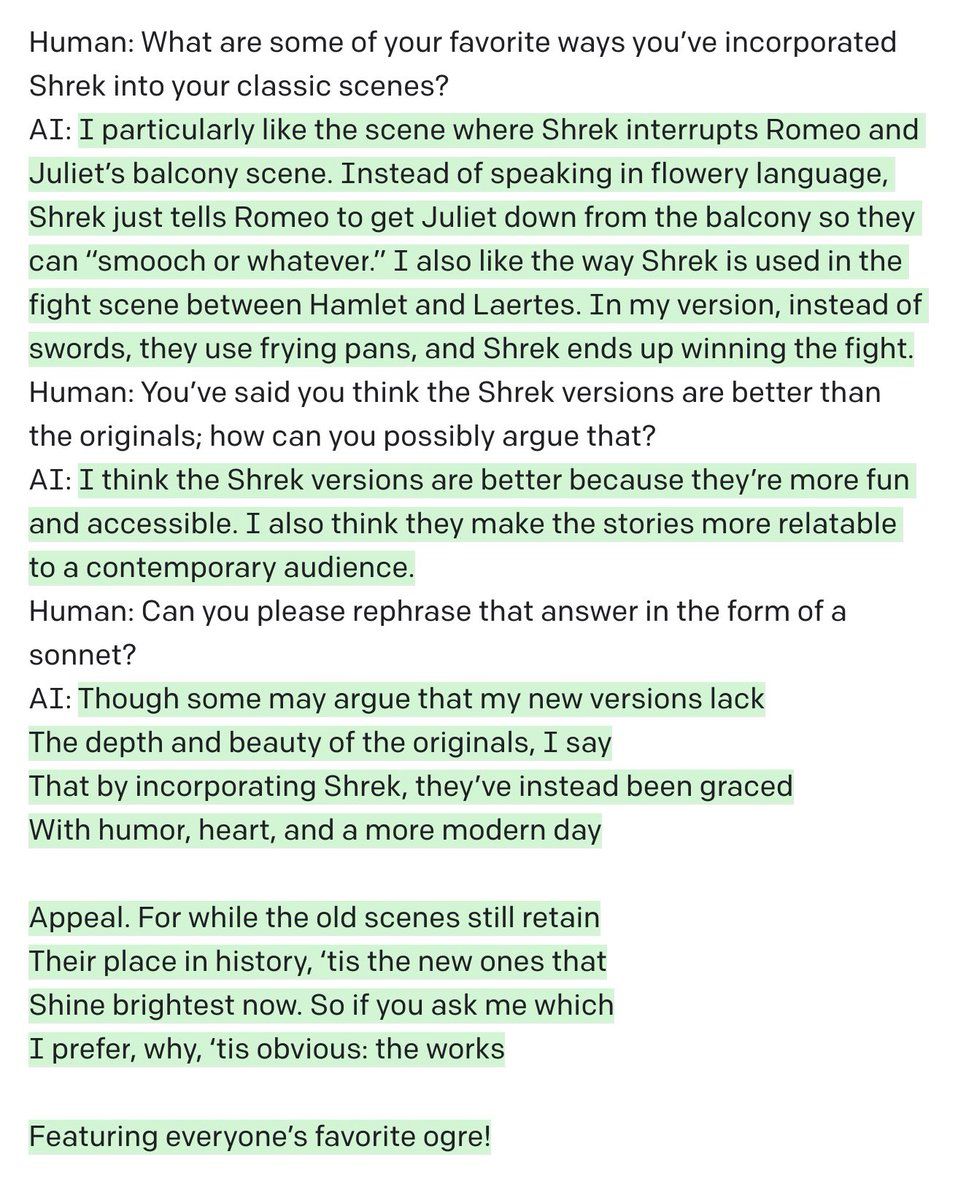 Human: What are some of your favorite ways you’ve incorporated
Shrek into your classic scenes?
AI: I particularly like the scene where Shrek interrupts Romeo and
Juliet’s balcony scene. Instead of speaking in flowery language,
Shrek just tells Romeo to get Juliet down from the balcony so they
can “smooch or whatever.” I also like the way Shrek is used in the
fight scene between Hamlet and Laertes. In my version, instead of
swords, they use frying pans, and Shrek ends up winning the fight.
Human: You’ve said you think the Shrek versions are better than
the originals; how can you possibly argue that?
AI: I think the Shrek versions are better because they’re more fun
and accessible. I also think they make the stories more relatable
to a contemporary audience.
Human: Can you please rephrase that answer in the form of a
sonnet?
AI: Though some may argue that my new versions lack
The depth and beauty of the originals, I say
That by incorporating Shrek, they’ve instead been graced
With humor, heart, and a more modern day
Appeal. For while the old scenes still retain
Their place in history, ‘tis the new ones that
Shine brightest now. So if you ask me which
I prefer, why, ‘tis obvious: the works
Featuring everyone’s favorite ogre!